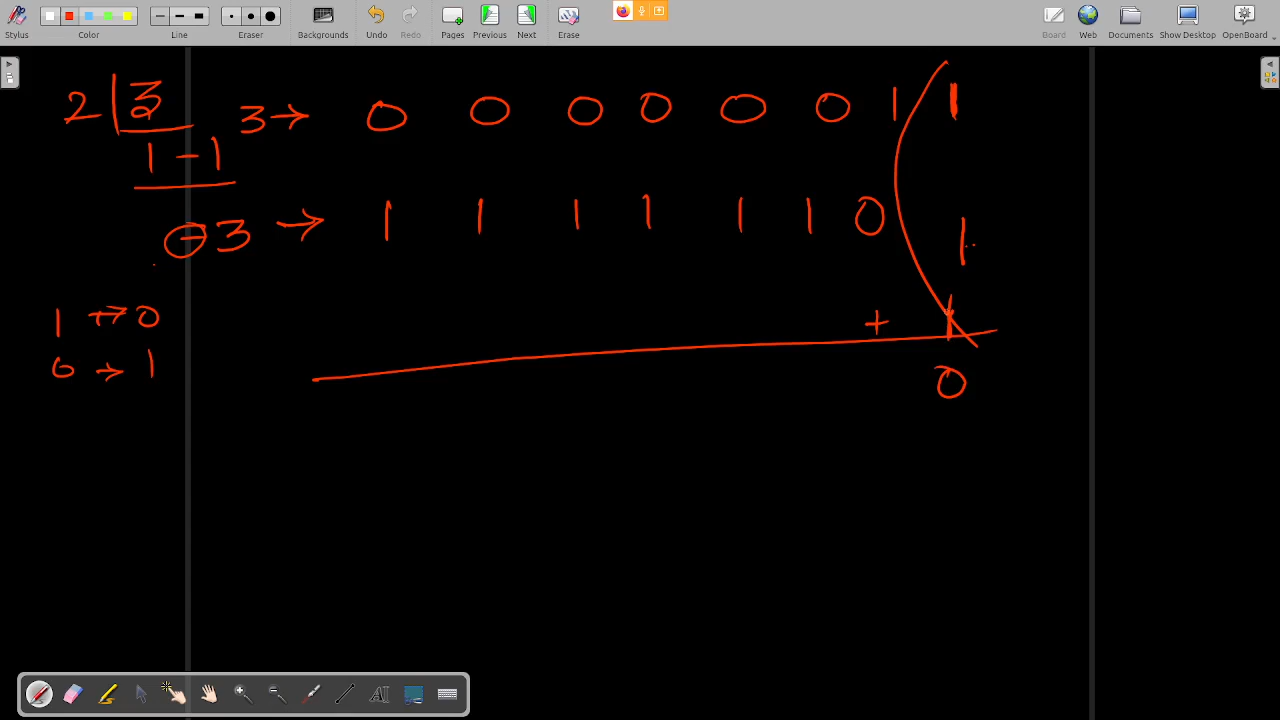 Stylus Color Line Eraser Backgrounds Undo Redo Pages Previous Next Erase Board Web Documents Show Desktop OpenBoard
2 | 3 3 → 0 0 0 0 0 0 1 1
1 - 1
-3 → 1 1 1 1 1 1 0 1
1 → 0 + 1
0 → 1 0
AI